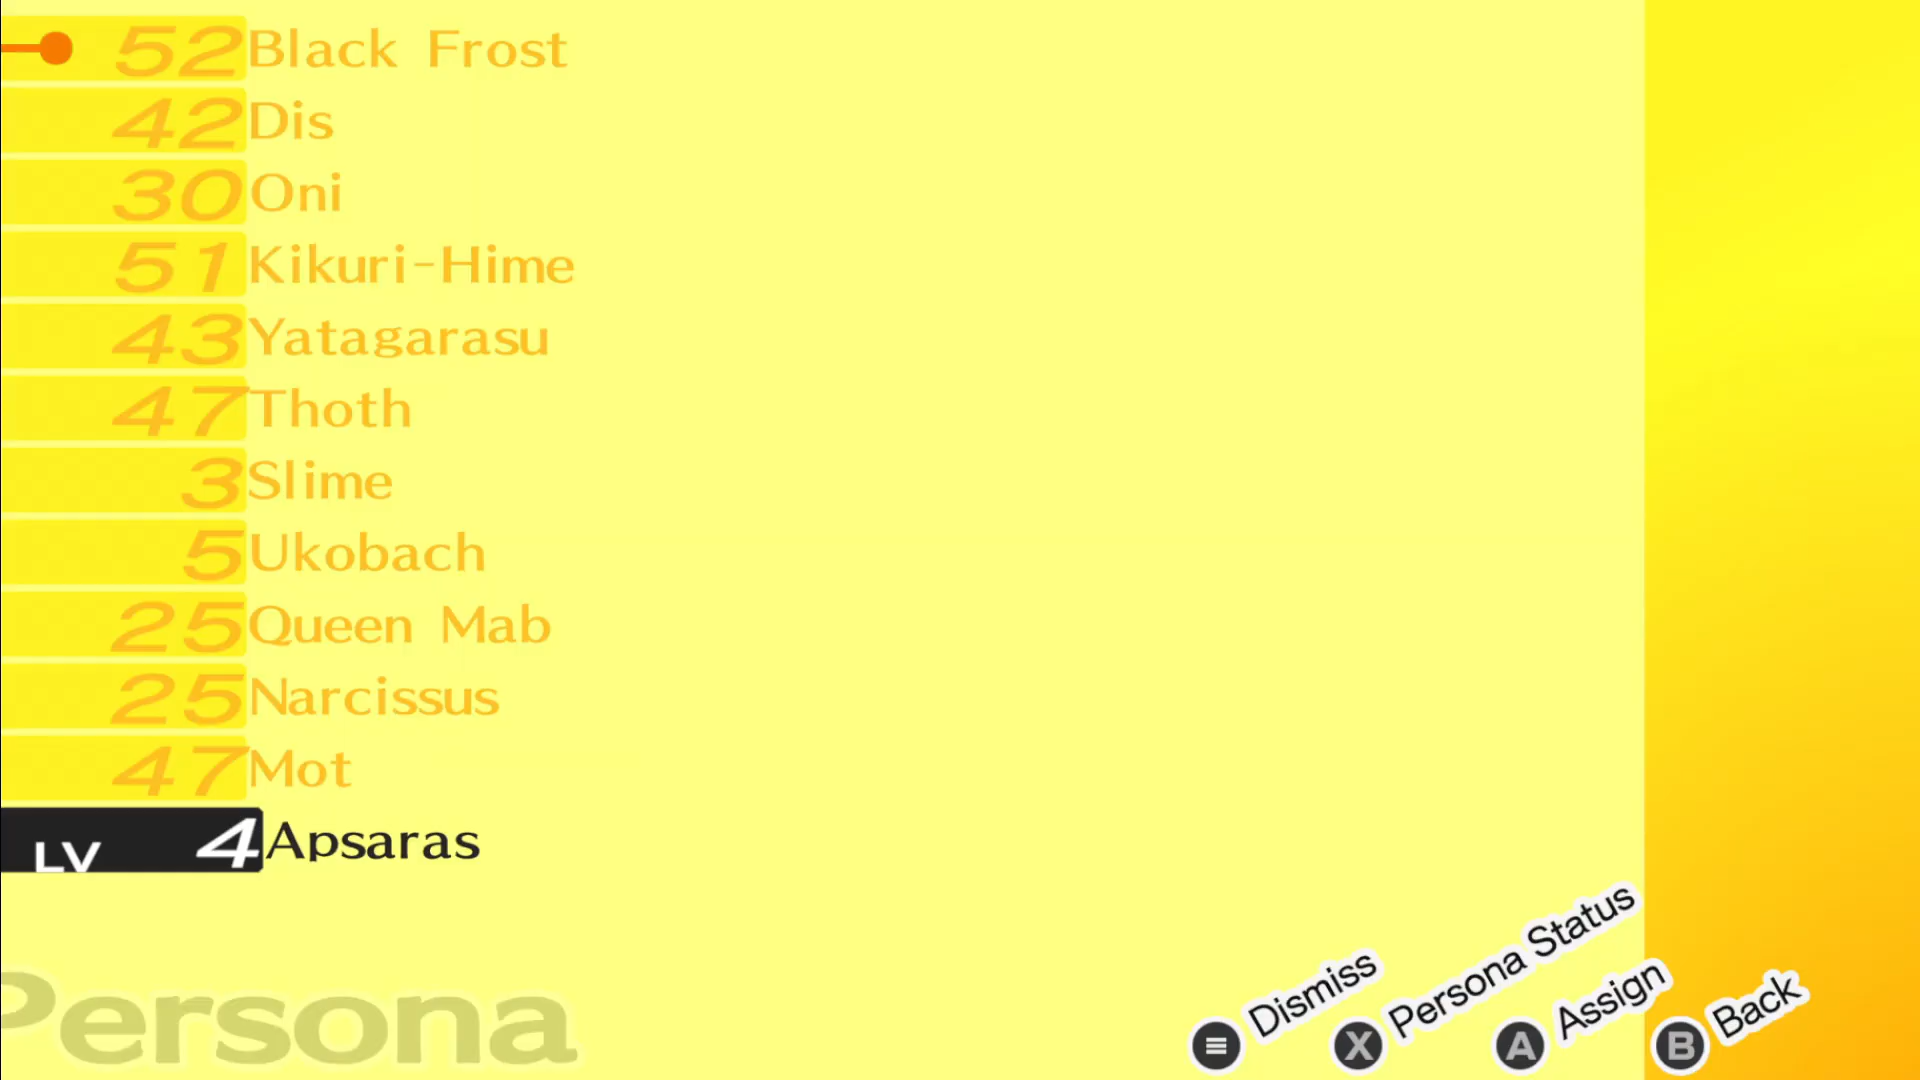 52 Black Frost
42 Dis
30 Oni
51 Kikuri-Hime
43 Yatagarasu
47 Thoth
3 Slime
5 Ukobach
25 Queen Mab
25 Narcissus
47 Mot
LV 4 Apsaras
Persona
Dismiss
X Persona Status
A Assign
B Back